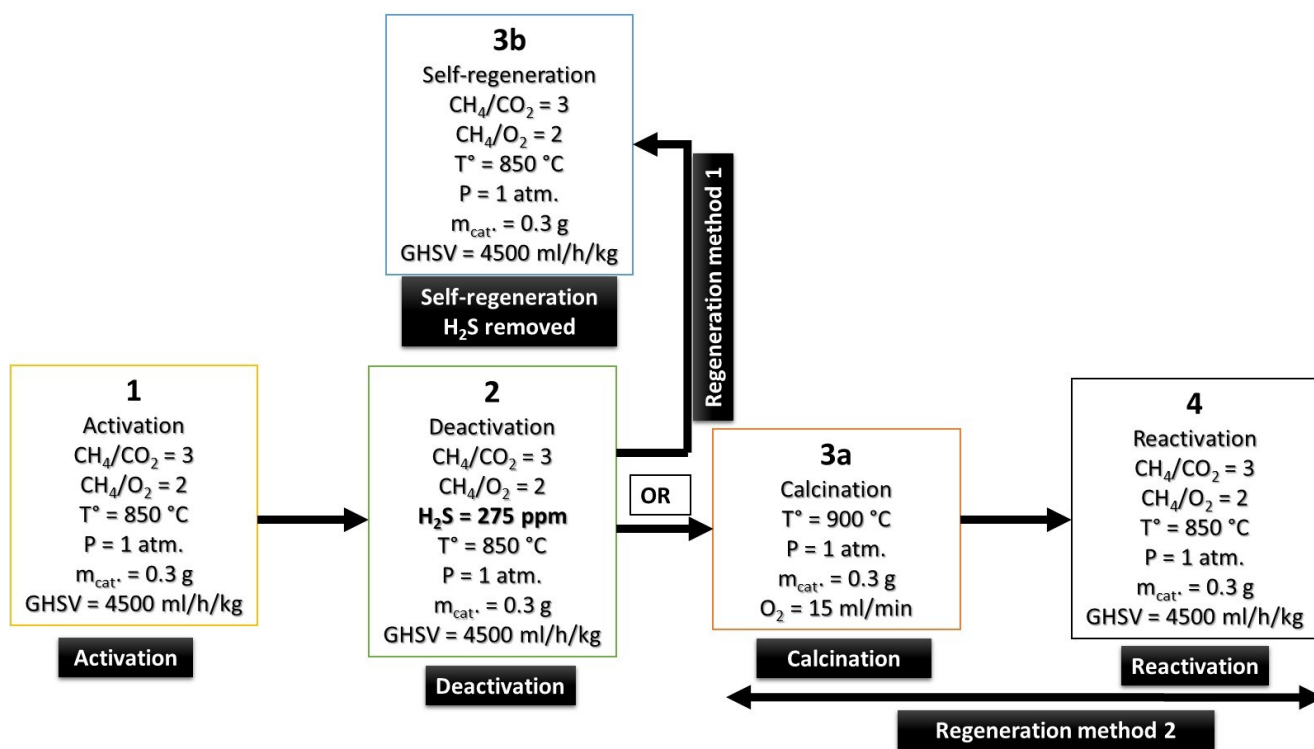 3b
Self-regeneration
CH₄/CO₂ = 3
CH₄/O₂ = 2
T° = 850 °C
P = 1 atm.
m_cat. = 0.3 g
GHSV = 4500 ml/h/kg
Self-regeneration
H₂S removed
Regeneration method 1
1
Activation
CH₄/CO₂ = 3
CH₄/O₂ = 2
T° = 850 °C
P = 1 atm.
m_cat. = 0.3 g
GHSV = 4500 ml/h/kg
Activation
2
Deactivation
CH₄/CO₂ = 3
CH₄/O₂ = 2
H₂S = 275 ppm
T° = 850 °C
P = 1 atm.
m_cat. = 0.3 g
GHSV = 4500 ml/h/kg
Deactivation
OR
3a
Calcination
T° = 900 °C
P = 1 atm.
m_cat. = 0.3 g
O₂ = 15 ml/min
Calcination
4
Reactivation
CH₄/CO₂ = 3
CH₄/O₂ = 2
T° = 850 °C
P = 1 atm.
m_cat. = 0.3 g
GHSV = 4500 ml/h/kg
Reactivation
Regeneration method 2